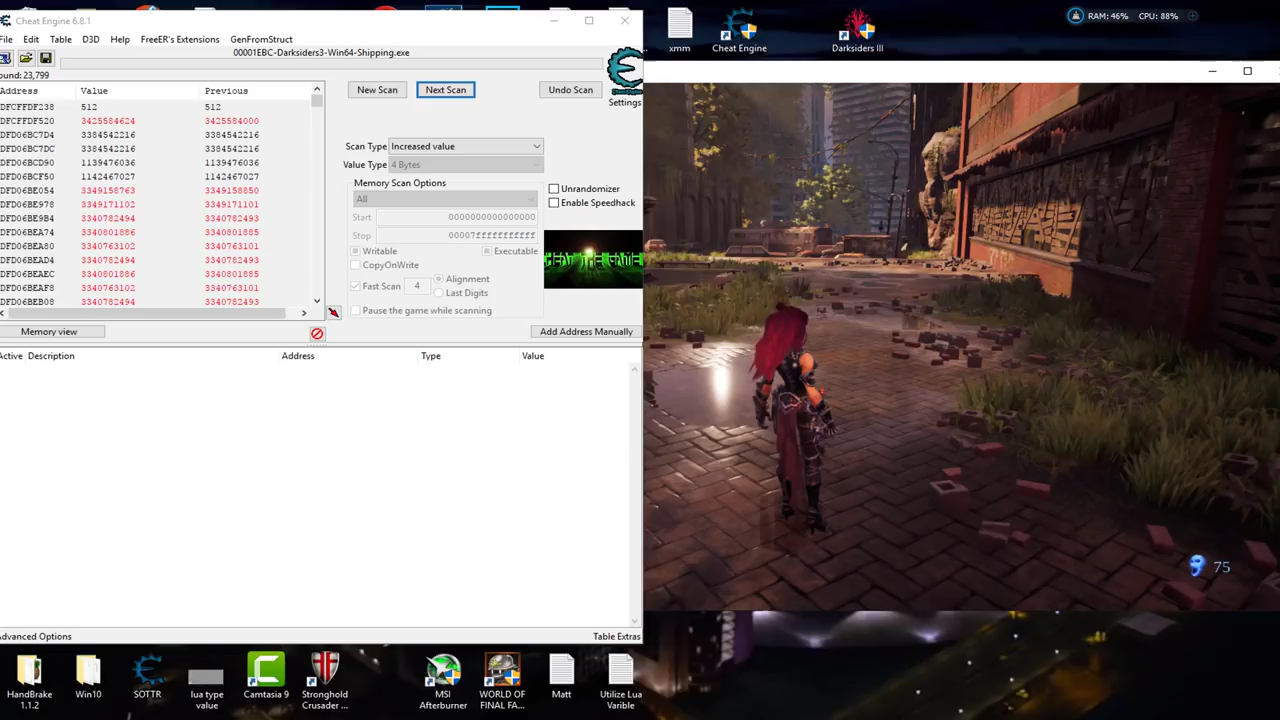 Cheat Engine 6.8.1
File Edit Table D3D Help FreeER's Extensions GenFromStruct
00001EBC-Darksiders3-Win64-Shipping.exe
ound: 23,799
Address Value Previous
DFCFFDF238 512 512
DFCFFDF520 3425584624 3425584000
DFD06BC7D4 3384542216 3384542216
DFD06BC7DC 3384542216 3384542216
DFD06BCD90 1139476036 1139476036
DFD06BCF50 1142467027 1142467027
DFD06BE054 3349158763 3349158850
DFD06BE978 3349171102 3349171101
DFD06BE9B4 3340782494 3340782493
DFD06BEA74 3340801886 3340801885
DFD06BEA80 3340763102 3340763101
DFD06BEAD4 3340782494 3340782493
DFD06BEAEC 3340801886 3340801885
DFD06BEAF8 3340763102 3340763101
DFD06BEB08 3340782494 3340782493
New Scan Next Scan Undo Scan
Settings
Scan Type Increased value
Value Type 4 Bytes
Memory Scan Options
All
Start 0000000000000000
Stop 00007fffffffffff
Writable Executable
CopyOnWrite
Fast Scan 4 Alignment
Last Digits
Pause the game while scanning
Unrandomizer
Enable Speedhack
Memory view Add Address Manually
Active Description Address Type Value
Advanced Options Table Extras
xmm
Cheat Engine
Darksiders III
RAM: 46% CPU: 88%
75
HandBrake
1.1.2
Win10
SOTTR
lua type
value
Camtasia 9
Stronghold
Crusader ...
MSI
Afterburner
WORLD OF
FINAL FA...
Matt
Utilize Lua
Varible